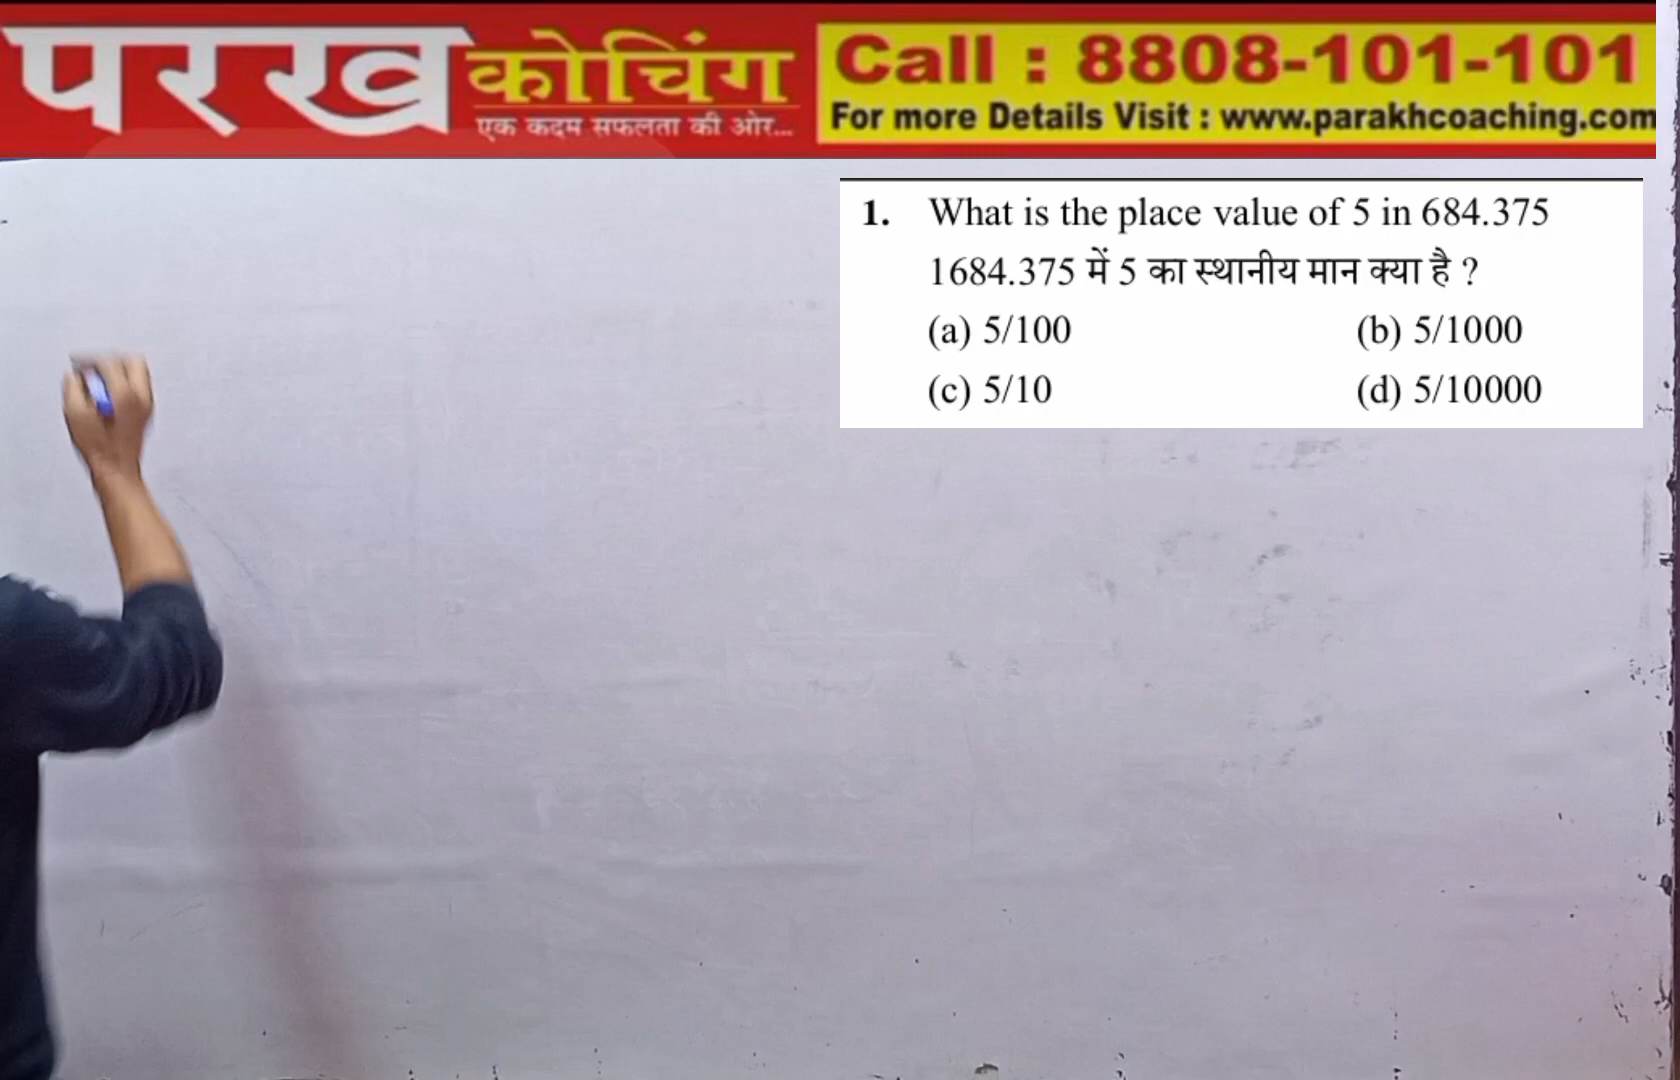 परख कोचिंग
एक कदम सफलता की ओर...
Call : 8808-101-101
For more Details Visit : www.parakhcoaching.com
1. What is the place value of 5 in 684.375
1684.375 में 5 का स्थानीय मान क्या है ?
(a) 5/100 (b) 5/1000
(c) 5/10 (d) 5/10000